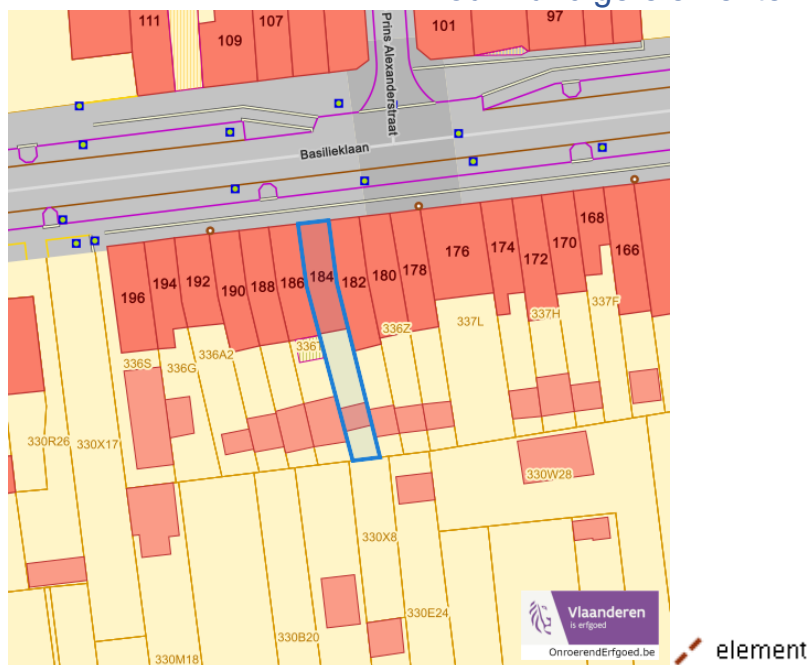 111
109
107
101
97
Prins Alexanderstraat
Basilieklaan
196
194
192
190
188
186
184
182
180
178
176
174
172
170
168
166
336S
336G
336A2
336Z
337L
337H
337F
330R26
330X17
330W28
330X8
330E24
330B20
330M18
Vlaanderen
is erfgoed
OnroerendErfgoed.be
element